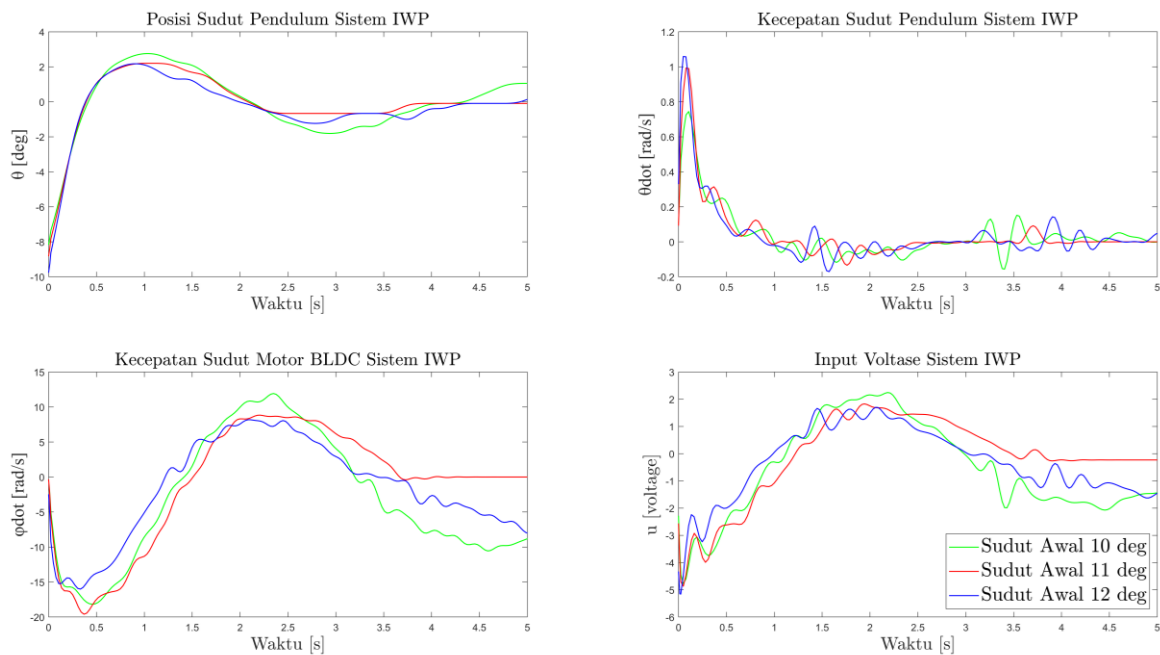 Posisi Sudut Pendulum Sistem IWP
4
2
0
-2
-4
-6
-8
-10
θ [deg]
0 0.5 1 1.5 2 2.5 3 3.5 4 4.5 5
Waktu [s]
Kecepatan Sudut Pendulum Sistem IWP
1.2
1
0.8
0.6
0.4
0.2
0
-0.2
θdot [rad/s]
0 0.5 1 1.5 2 2.5 3 3.5 4 4.5 5
Waktu [s]
Kecepatan Sudut Motor BLDC Sistem IWP
15
10
5
0
-5
-10
-15
-20
φdot [rad/s]
0 0.5 1 1.5 2 2.5 3 3.5 4 4.5 5
Waktu [s]
Input Voltase Sistem IWP
3
2
1
0
-1
-2
-3
-4
-5
-6
u [voltage]
Sudut Awal 10 deg
Sudut Awal 11 deg
Sudut Awal 12 deg
0 0.5 1 1.5 2 2.5 3 3.5 4 4.5 5
Waktu [s]